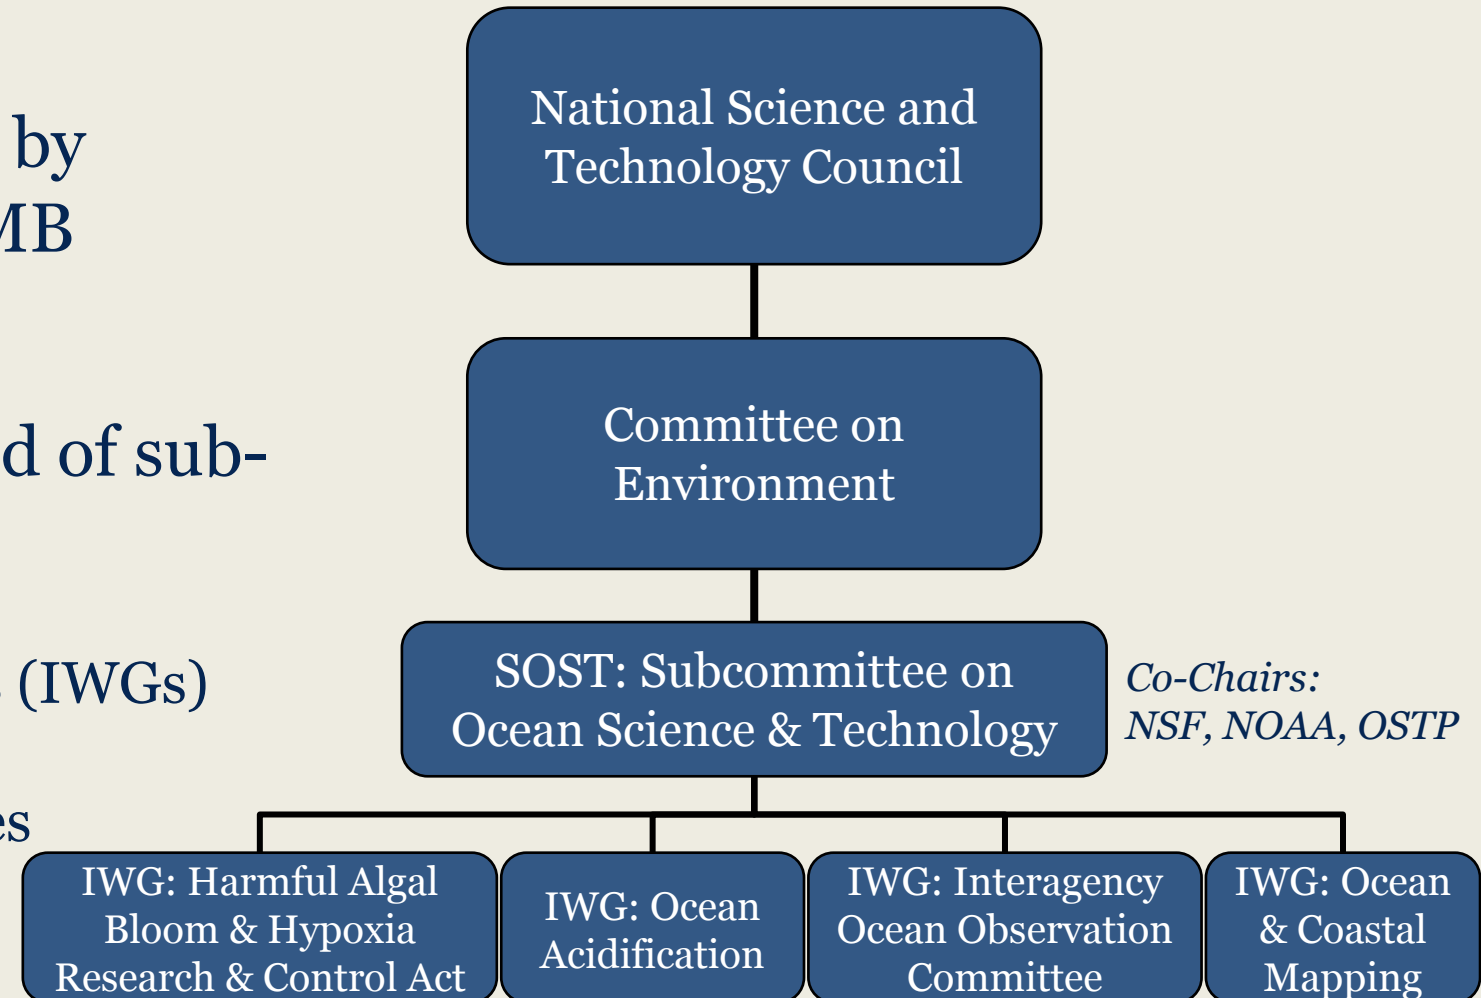 by
MB
d of sub-
(IWGs)
es
National Science and
Technology Council
Committee on
Environment
SOST: Subcommittee on
Ocean Science & Technology
Co-Chairs:
NSF, NOAA, OSTP
IWG: Harmful Algal
Bloom & Hypoxia
Research & Control Act
IWG: Ocean
Acidification
IWG: Interagency
Ocean Observation
Committee
IWG: Ocean
& Coastal
Mapping